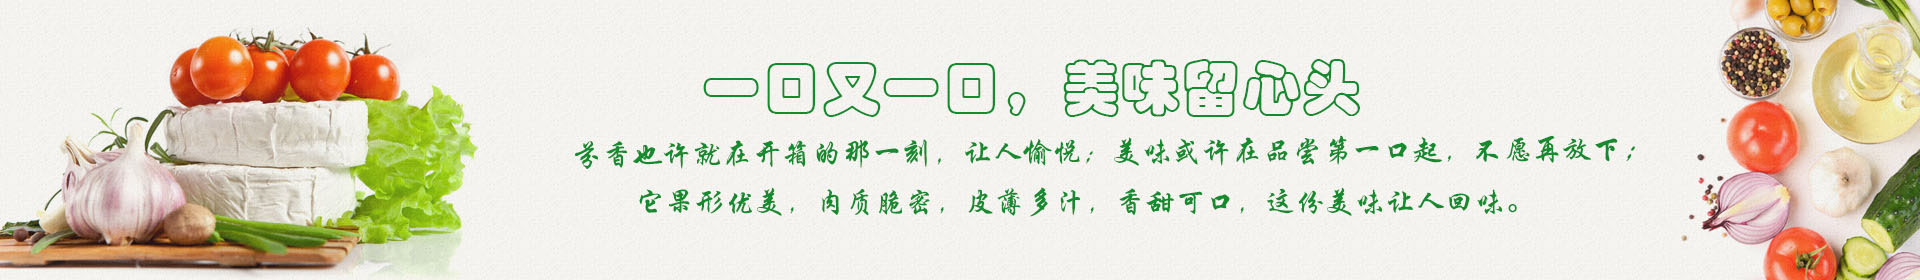 一口又一口，美味留心头
芬香也许就在开箱的那一刻，让人愉悦；美味或许在品尝第一口起，不愿再放下；
它果形优美，肉质脆密，皮薄多汁，香甜可口，这份美味让人回味。